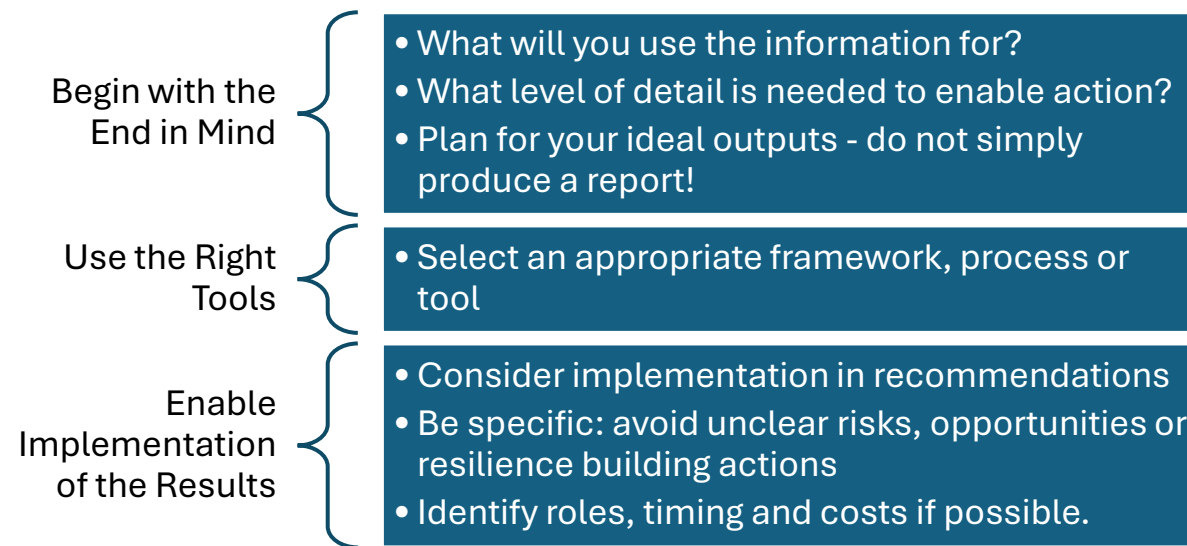 Begin with the
End in Mind
• What will you use the information for?
• What level of detail is needed to enable action?
• Plan for your ideal outputs - do not simply
produce a report!
Use the Right
Tools
• Select an appropriate framework, process or
tool
Enable
Implementation
of the Results
• Consider implementation in recommendations
• Be specific: avoid unclear risks, opportunities or
resilience building actions
• Identify roles, timing and costs if possible.